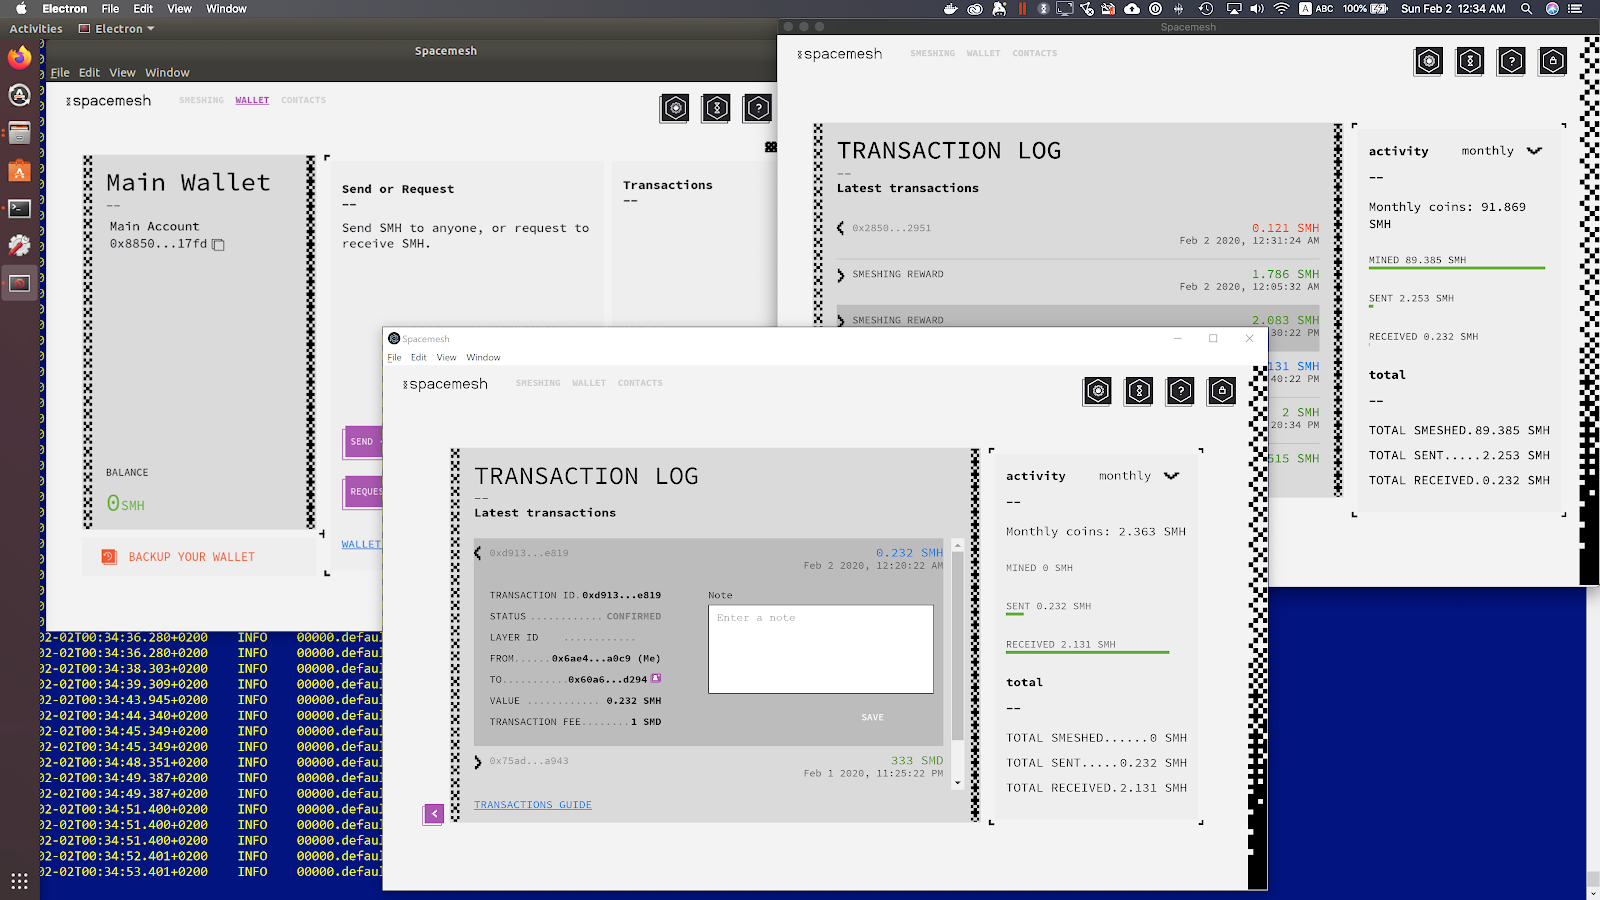 Electron File Edit View Window
100% ABC Sun Feb 2 12:34 AM
Activities Electron
Spacemesh
File Edit View Window
spacemesh SMESHING WALLET CONTACTS
Main Wallet
--
Main Account
0x8850...17fd
BALANCE
0SMH
BACKUP YOUR WALLET
Send or Request
--
Send SMH to anyone, or request to
receive SMH.
SEND
WALLET
Transactions
--
Spacemesh
spacemesh SMESHING WALLET CONTACTS
TRANSACTION LOG
--
Latest transactions
0x2850...2951 0.121 SMH
Feb 2 2020, 12:31:24 AM
SMESHING REWARD 1.786 SMH
Feb 2 2020, 12:05:32 AM
SMESHING REWARD 2.083 SMH
30:22 PM
131 SMH
40:22 PM
2 SMH
20:34 PM
515 SMH
activity monthly
--
Monthly coins: 91.869
SMH
MINED 89.385 SMH
SENT 2.253 SMH
RECEIVED 0.232 SMH
total
--
TOTAL SMESHED.89.385 SMH
TOTAL SENT.....2.253 SMH
TOTAL RECEIVED.0.232 SMH
Spacemesh
File Edit View Window
spacemesh SMESHING WALLET CONTACTS
TRANSACTION LOG
--
Latest transactions
0xd913...e819 0.232 SMH
Feb 2 2020, 12:20:22 AM
TRANSACTION ID.0xd913...e819
STATUS ............ CONFIRMED
LAYER ID ............
FROM......0x6ae4...a0c9 (Me)
TO...........0x60a6...d294
VALUE ............ 0.232 SMH
TRANSACTION FEE........1 SMD
Note
Enter a note
SAVE
0x75ad...a943 333 SMD
Feb 1 2020, 11:25:22 PM
TRANSACTIONS GUIDE
activity monthly
--
Monthly coins: 2.363 SMH
MINED 0 SMH
SENT 0.232 SMH
RECEIVED 2.131 SMH
total
--
TOTAL SMESHED......0 SMH
TOTAL SENT.....0.232 SMH
TOTAL RECEIVED.2.131 SMH
02-02T00:34:36.280+0200 INFO 00000.defaul
02-02T00:34:36.280+0200 INFO 00000.defaul
02-02T00:34:38.303+0200 INFO 00000.defaul
02-02T00:34:39.309+0200 INFO 00000.defaul
02-02T00:34:43.945+0200 INFO 00000.defaul
02-02T00:34:44.340+0200 INFO 00000.defaul
02-02T00:34:45.349+0200 INFO 00000.defaul
02-02T00:34:45.349+0200 INFO 00000.defaul
02-02T00:34:48.351+0200 INFO 00000.defaul
02-02T00:34:49.387+0200 INFO 00000.defaul
02-02T00:34:49.387+0200 INFO 00000.defaul
02-02T00:34:51.400+0200 INFO 00000.defaul
02-02T00:34:51.400+0200 INFO 00000.defaul
02-02T00:34:51.400+0200 INFO 00000.defaul
02-02T00:34:52.401+0200 INFO 00000.defaul
02-02T00:34:53.401+0200 INFO 00000.defaul